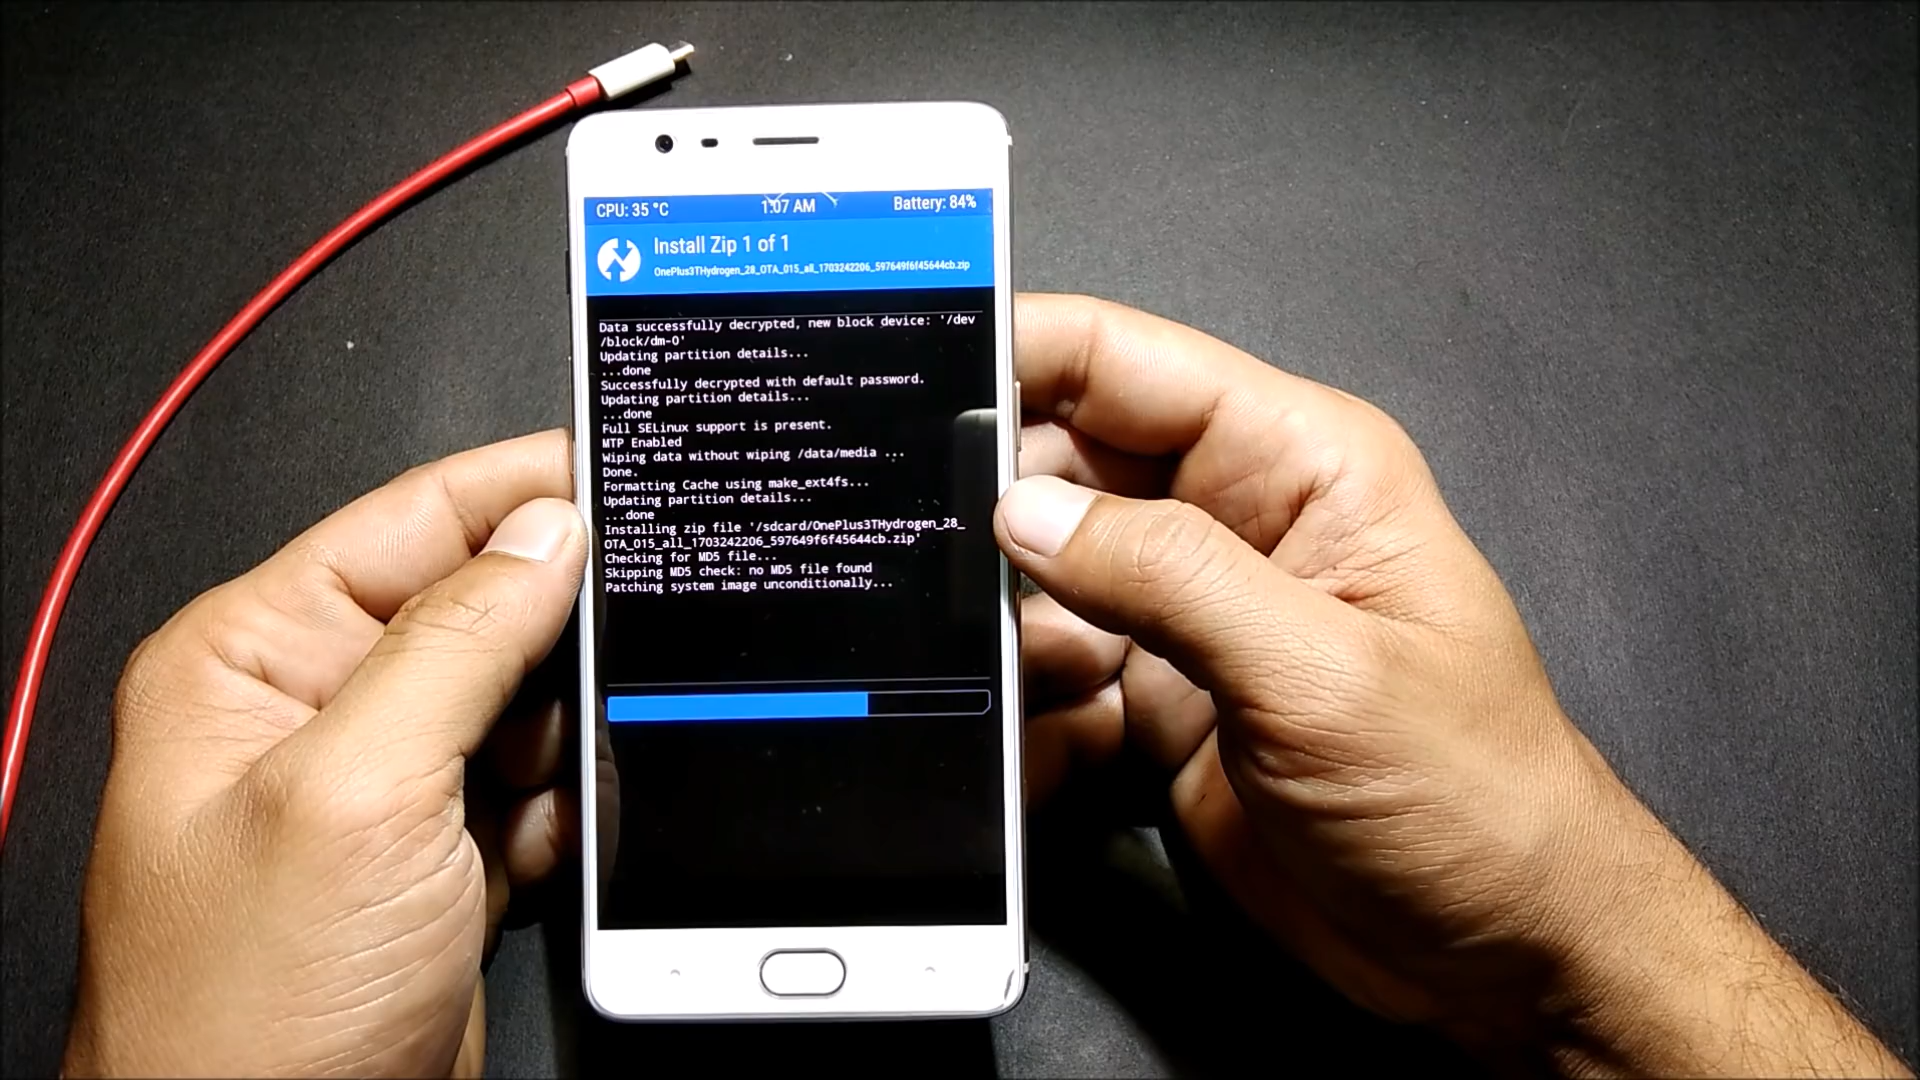 CPU: 35 °C 1:07 AM Battery: 84%
Install Zip 1 of 1
OnePlus3THydrogen_28_OTA_015_all_1703242206_597649f6f45644cb.zip
Data successfully decrypted, new block device: '/dev
/block/dm-0'
Updating partition details...
...done
Successfully decrypted with default password.
Updating partition details...
...done
Full SELinux support is present.
MTP Enabled
Wiping data without wiping /data/media ...
Done.
Formatting Cache using make_ext4fs...
Updating partition details...
...done
Installing zip file '/sdcard/OnePlus3THydrogen_28_
OTA_015_all_1703242206_597649f6f45644cb.zip'
Checking for MD5 file...
Skipping MD5 check: no MD5 file found
Patching system image unconditionally...